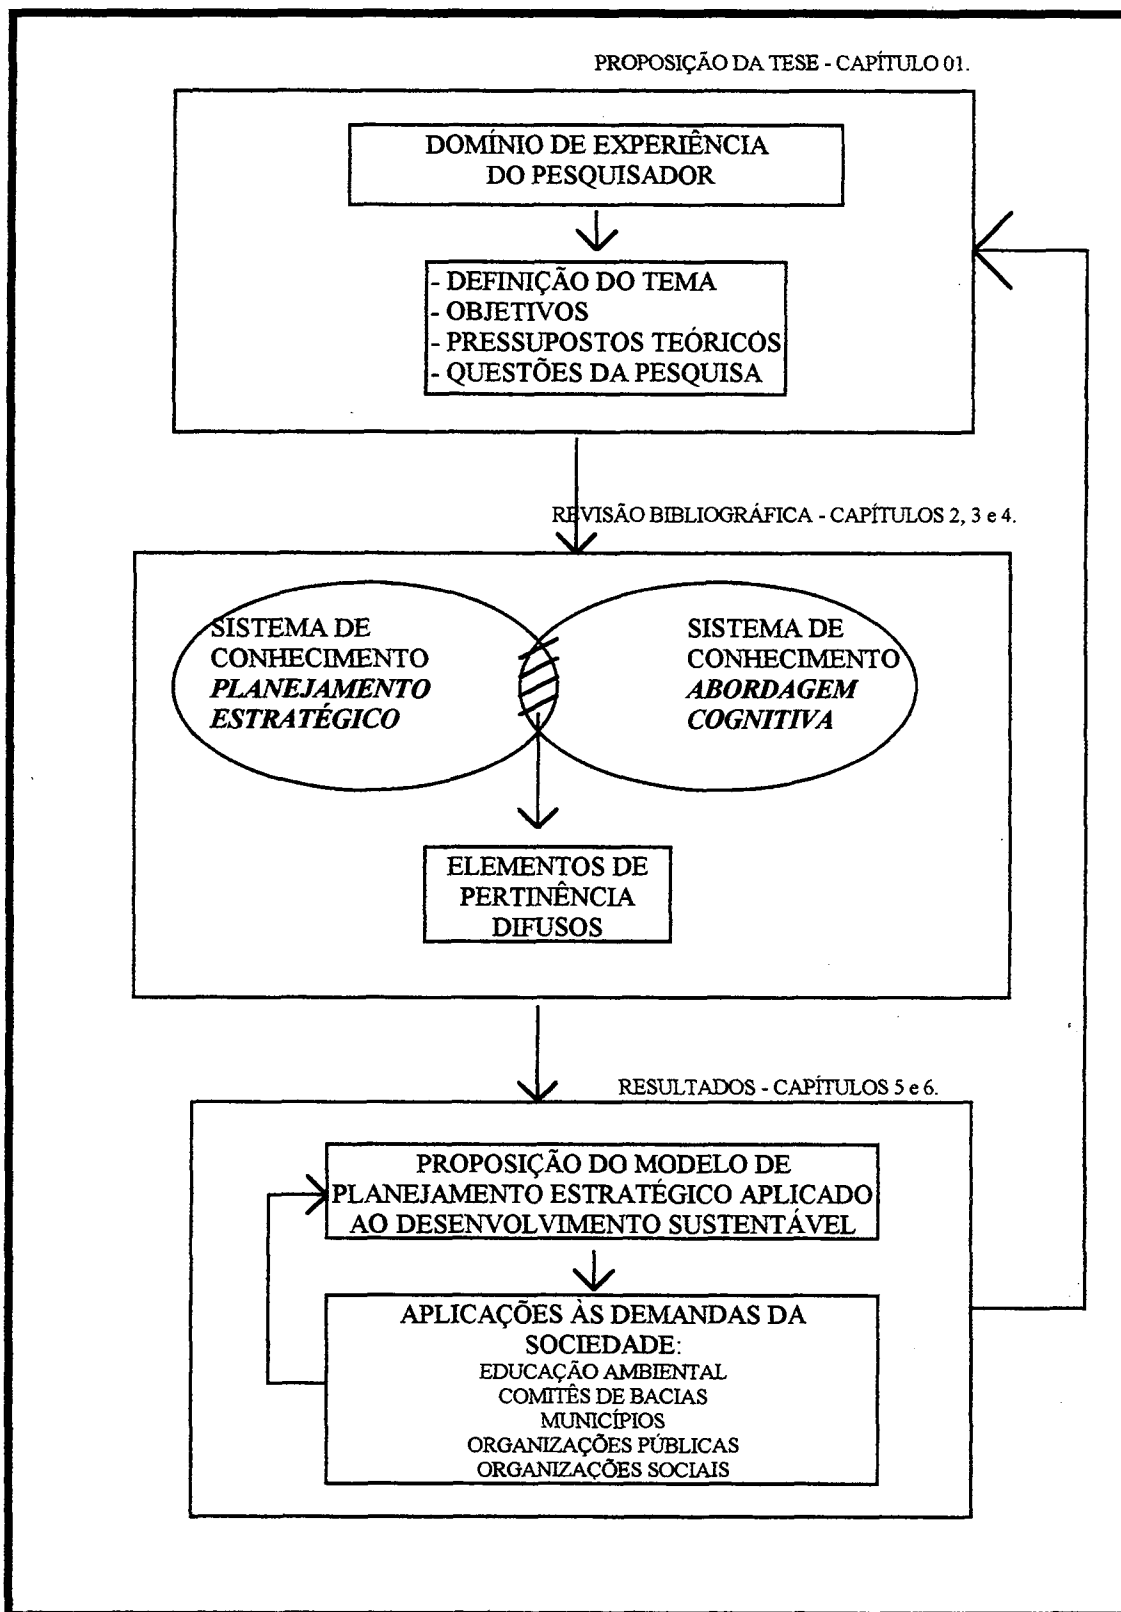 PROPOSIÇÃO DA TESE - CAPÍTULO 01.
DOMÍNIO DE EXPERIÊNCIA
DO PESQUISADOR
- DEFINIÇÃO DO TEMA
- OBJETIVOS
- PRESSUPOSTOS TEÓRICOS
- QUESTÕES DA PESQUISA
REVISÃO BIBLIOGRÁFICA - CAPÍTULOS 2, 3 e 4.
SISTEMA DE
CONHECIMENTO
PLANEJAMENTO
ESTRATÉGICO
SISTEMA DE
CONHECIMENTO
ABORDAGEM
COGNITIVA
ELEMENTOS DE
PERTINÊNCIA
DIFUSOS
RESULTADOS - CAPÍTULOS 5 e 6.
PROPOSIÇÃO DO MODELO DE
PLANEJAMENTO ESTRATÉGICO APLICADO
AO DESENVOLVIMENTO SUSTENTÁVEL
APLICAÇÕES ÀS DEMANDAS DA
SOCIEDADE:
EDUCAÇÃO AMBIENTAL
COMITÊS DE BACIAS
MUNICÍPIOS
ORGANIZAÇÕES PÚBLICAS
ORGANIZAÇÕES SOCIAIS